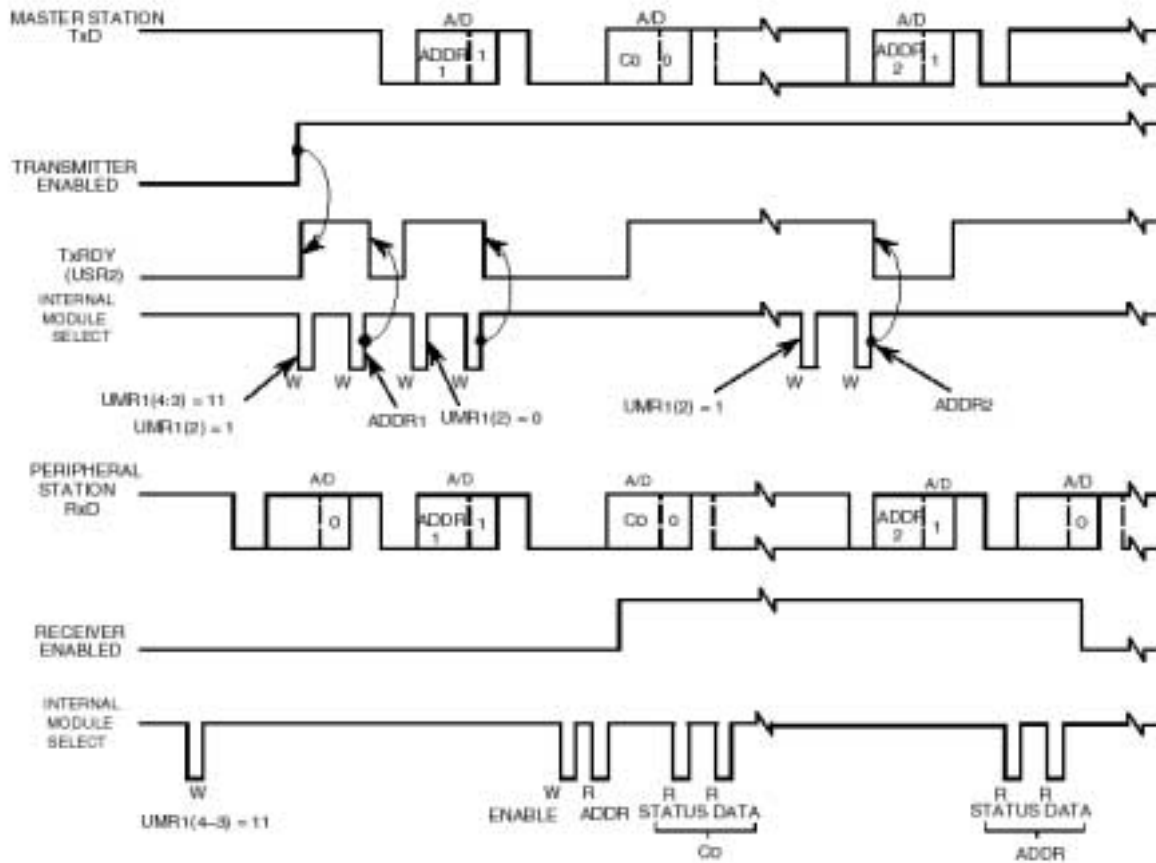 MASTER STATION
TxD
A/D
A/D
A/D
ADDR
1
1
C0
0
ADDR
2
1
TRANSMITTER
ENABLED
TxRDY
(USR2)
INTERNAL
MODULE
SELECT
W
W
W
W
W
W
UMR1(4:3) = 11
UMR1(2) = 1
ADDR1
UMR1(2) = 0
UMR1(2) = 1
ADDR2
PERIPHERAL
STATION
RxD
A/D
A/D
A/D
A/D
A/D
0
ADDR
1
1
C0
0
ADDR
2
1
0
RECEIVER
ENABLED
INTERNAL
MODULE
SELECT
W
W
R
R
R
R
R
UMR1(4–3) = 11
ENABLE
ADDR
STATUS DATA
STATUS DATA
C0
ADDR